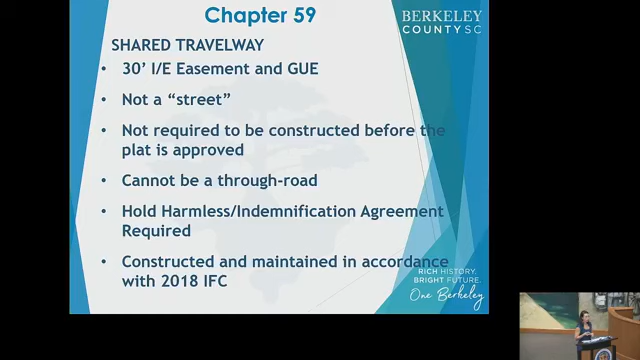 Chapter 59
BERKELEY
COUNTY SC
SHARED TRAVELWAY
• 30’ I/E Easement and GUE
• Not a “street”
• Not required to be constructed before the
plat is approved
• Cannot be a through-road
• Hold Harmless/Indemnification Agreement
Required
• Constructed and maintained in accordance
with 2018 IFC
RICH HISTORY.
BRIGHT FUTURE.
One Berkeley